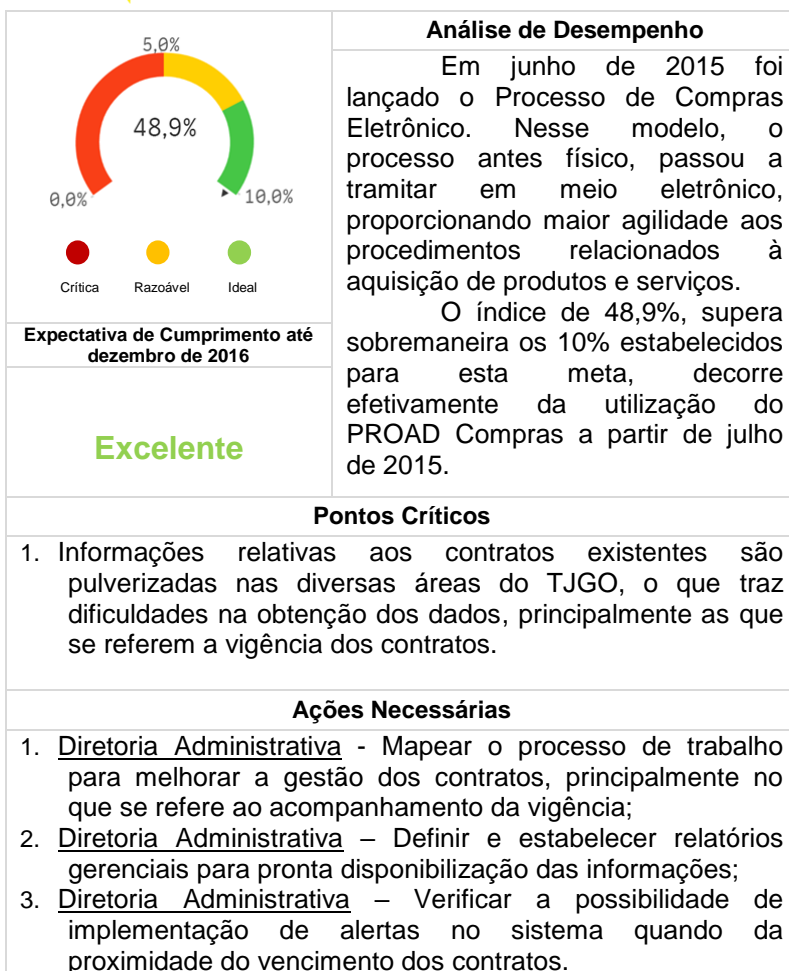 5,0%
48,9%
0,0%
10,0%
Crítica Razoável Ideal
Expectativa de Cumprimento até
dezembro de 2016
Excelente
Análise de Desempenho
Em junho de 2015 foi
lançado o Processo de Compras
Eletrônico. Nesse modelo, o
processo antes físico, passou a
tramitar em meio eletrônico,
proporcionando maior agilidade aos
procedimentos relacionados à
aquisição de produtos e serviços.
O índice de 48,9%, supera
sobremaneira os 10% estabelecidos
para esta meta, decorre
efetivamente da utilização do
PROAD Compras a partir de julho
de 2015.
Pontos Críticos
1. Informações relativas aos contratos existentes são
pulverizadas nas diversas áreas do TJGO, o que traz
dificuldades na obtenção dos dados, principalmente as que
se referem a vigência dos contratos.
Ações Necessárias
1. Diretoria Administrativa - Mapear o processo de trabalho
para melhorar a gestão dos contratos, principalmente no
que se refere ao acompanhamento da vigência;
2. Diretoria Administrativa – Definir e estabelecer relatórios
gerenciais para pronta disponibilização das informações;
3. Diretoria Administrativa – Verificar a possibilidade de
implementação de alertas no sistema quando da
proximidade do vencimento dos contratos.